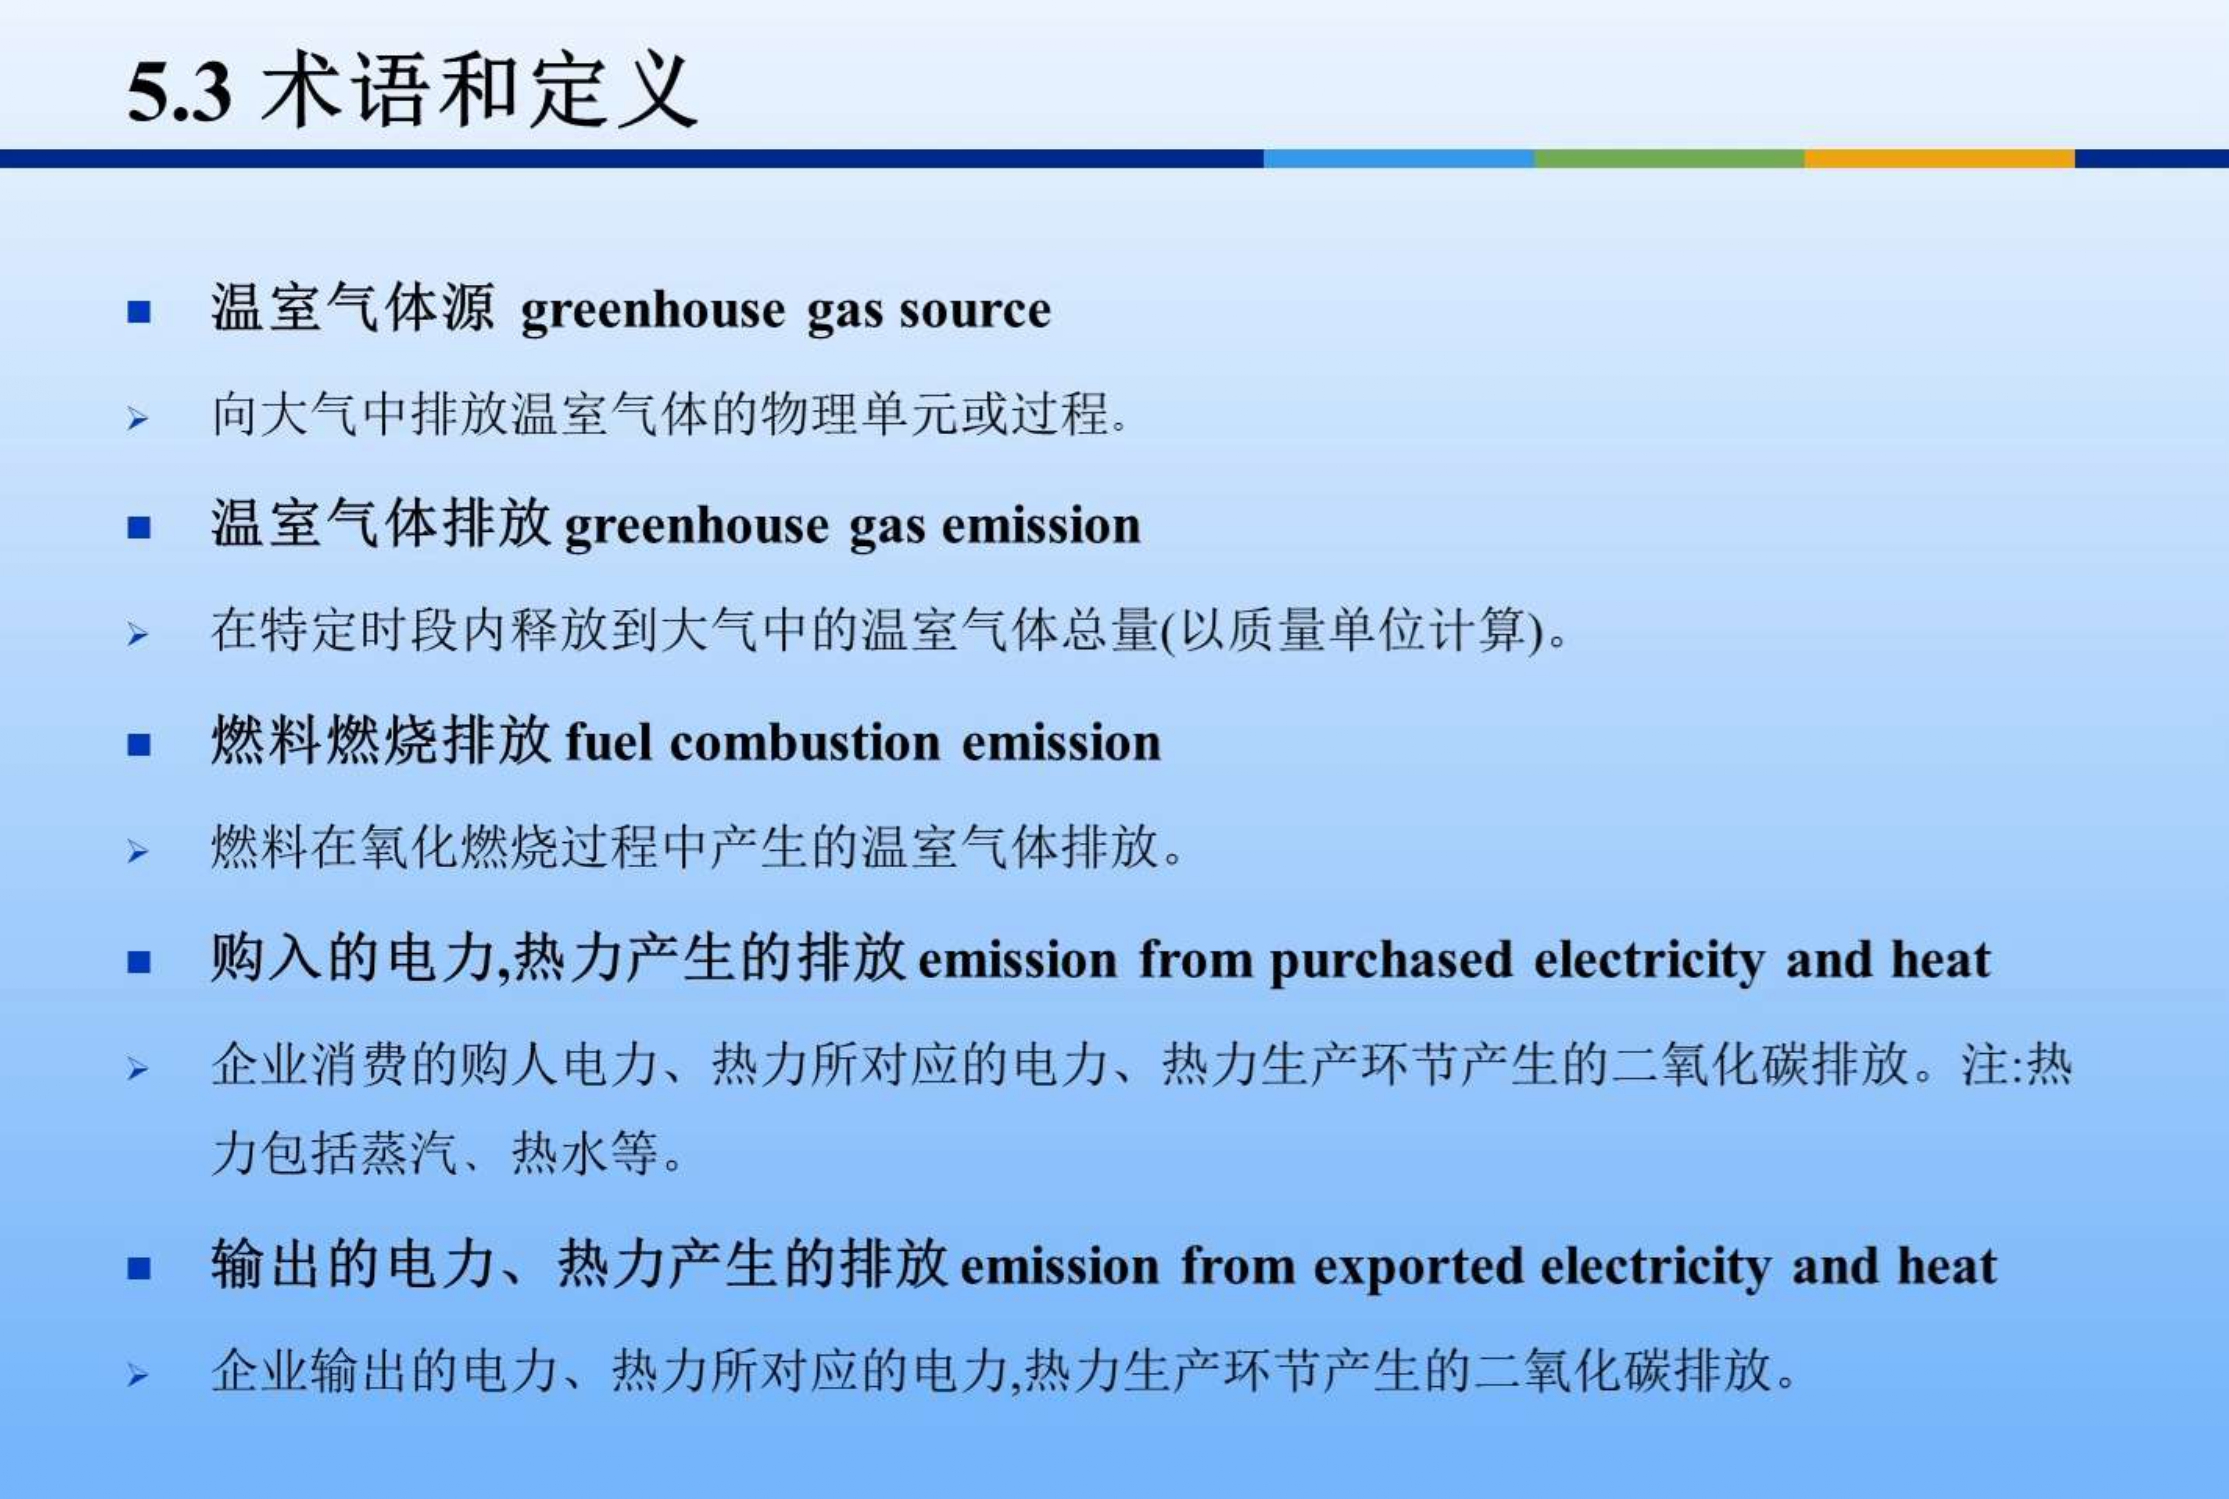 5.3 术语和定义
温室气体源 greenhouse gas source
向大气中排放温室气体的物理单元或过程。
温室气体排放 greenhouse gas emission
在特定时段内释放到大气中的温室气体总量(以质量单位计算)。
燃料燃烧排放 fuel combustion emission
燃料在氧化燃烧过程中产生的温室气体排放。
购入的电力,热力产生的排放 emission from purchased electricity and heat
企业消费的购人电力、热力所对应的电力、热力生产环节产生的二氧化碳排放。注:热
力包括蒸汽、热水等。
输出的电力、热力产生的排放 emission from exported electricity and heat
企业输出的电力、热力所对应的电力,热力生产环节产生的二氧化碳排放。